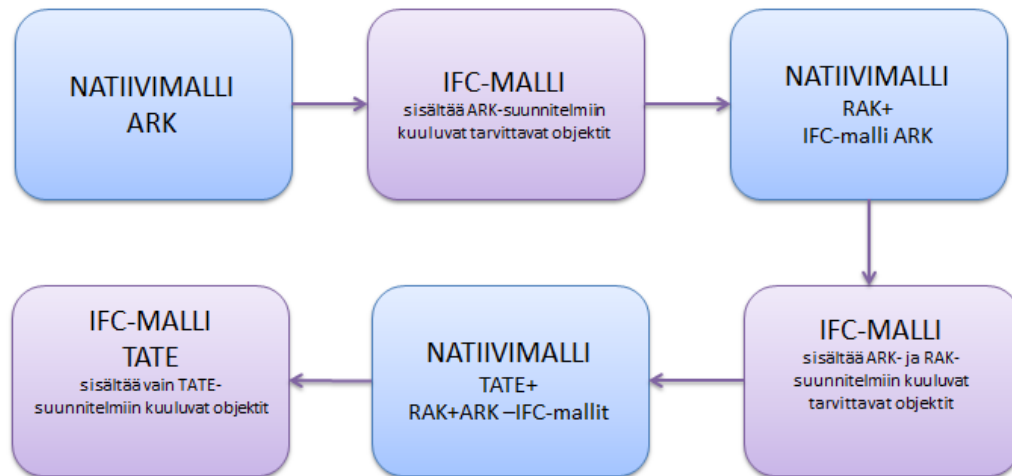 NATIIVIMALLI
ARK
IFC-MALLI
sisältää ARK-suunnitelmiin
kuuluvat tarvittavat objektit
NATIIVIMALLI
RAK+
IFC-malli ARK
IFC-MALLI
sisältää ARK- ja RAK-
suunnitelmiin kuuluvat
tarvittavat objektit
NATIIVIMALLI
TATE+
RAK+ARK –IFC-mallit
IFC-MALLI
TATE
sisältää vain TATE-
suunnitelmiin kuuluvat objektit